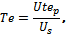 Te = Ute_p / U_s ,